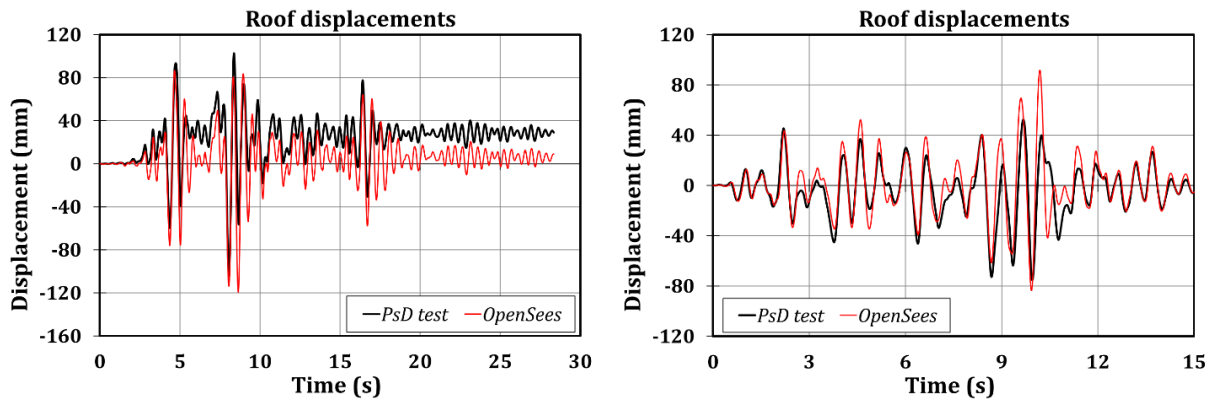 Roof displacements
Displacement (mm)
120
80
40
0
-40
-80
-120
-160
PsD test OpenSees
0 5 10 15 20 25 30
Time (s)
Roof displacements
Displacement (mm)
120
80
40
0
-40
-80
-120
PsD test OpenSees
0 3 6 9 12 15
Time (s)